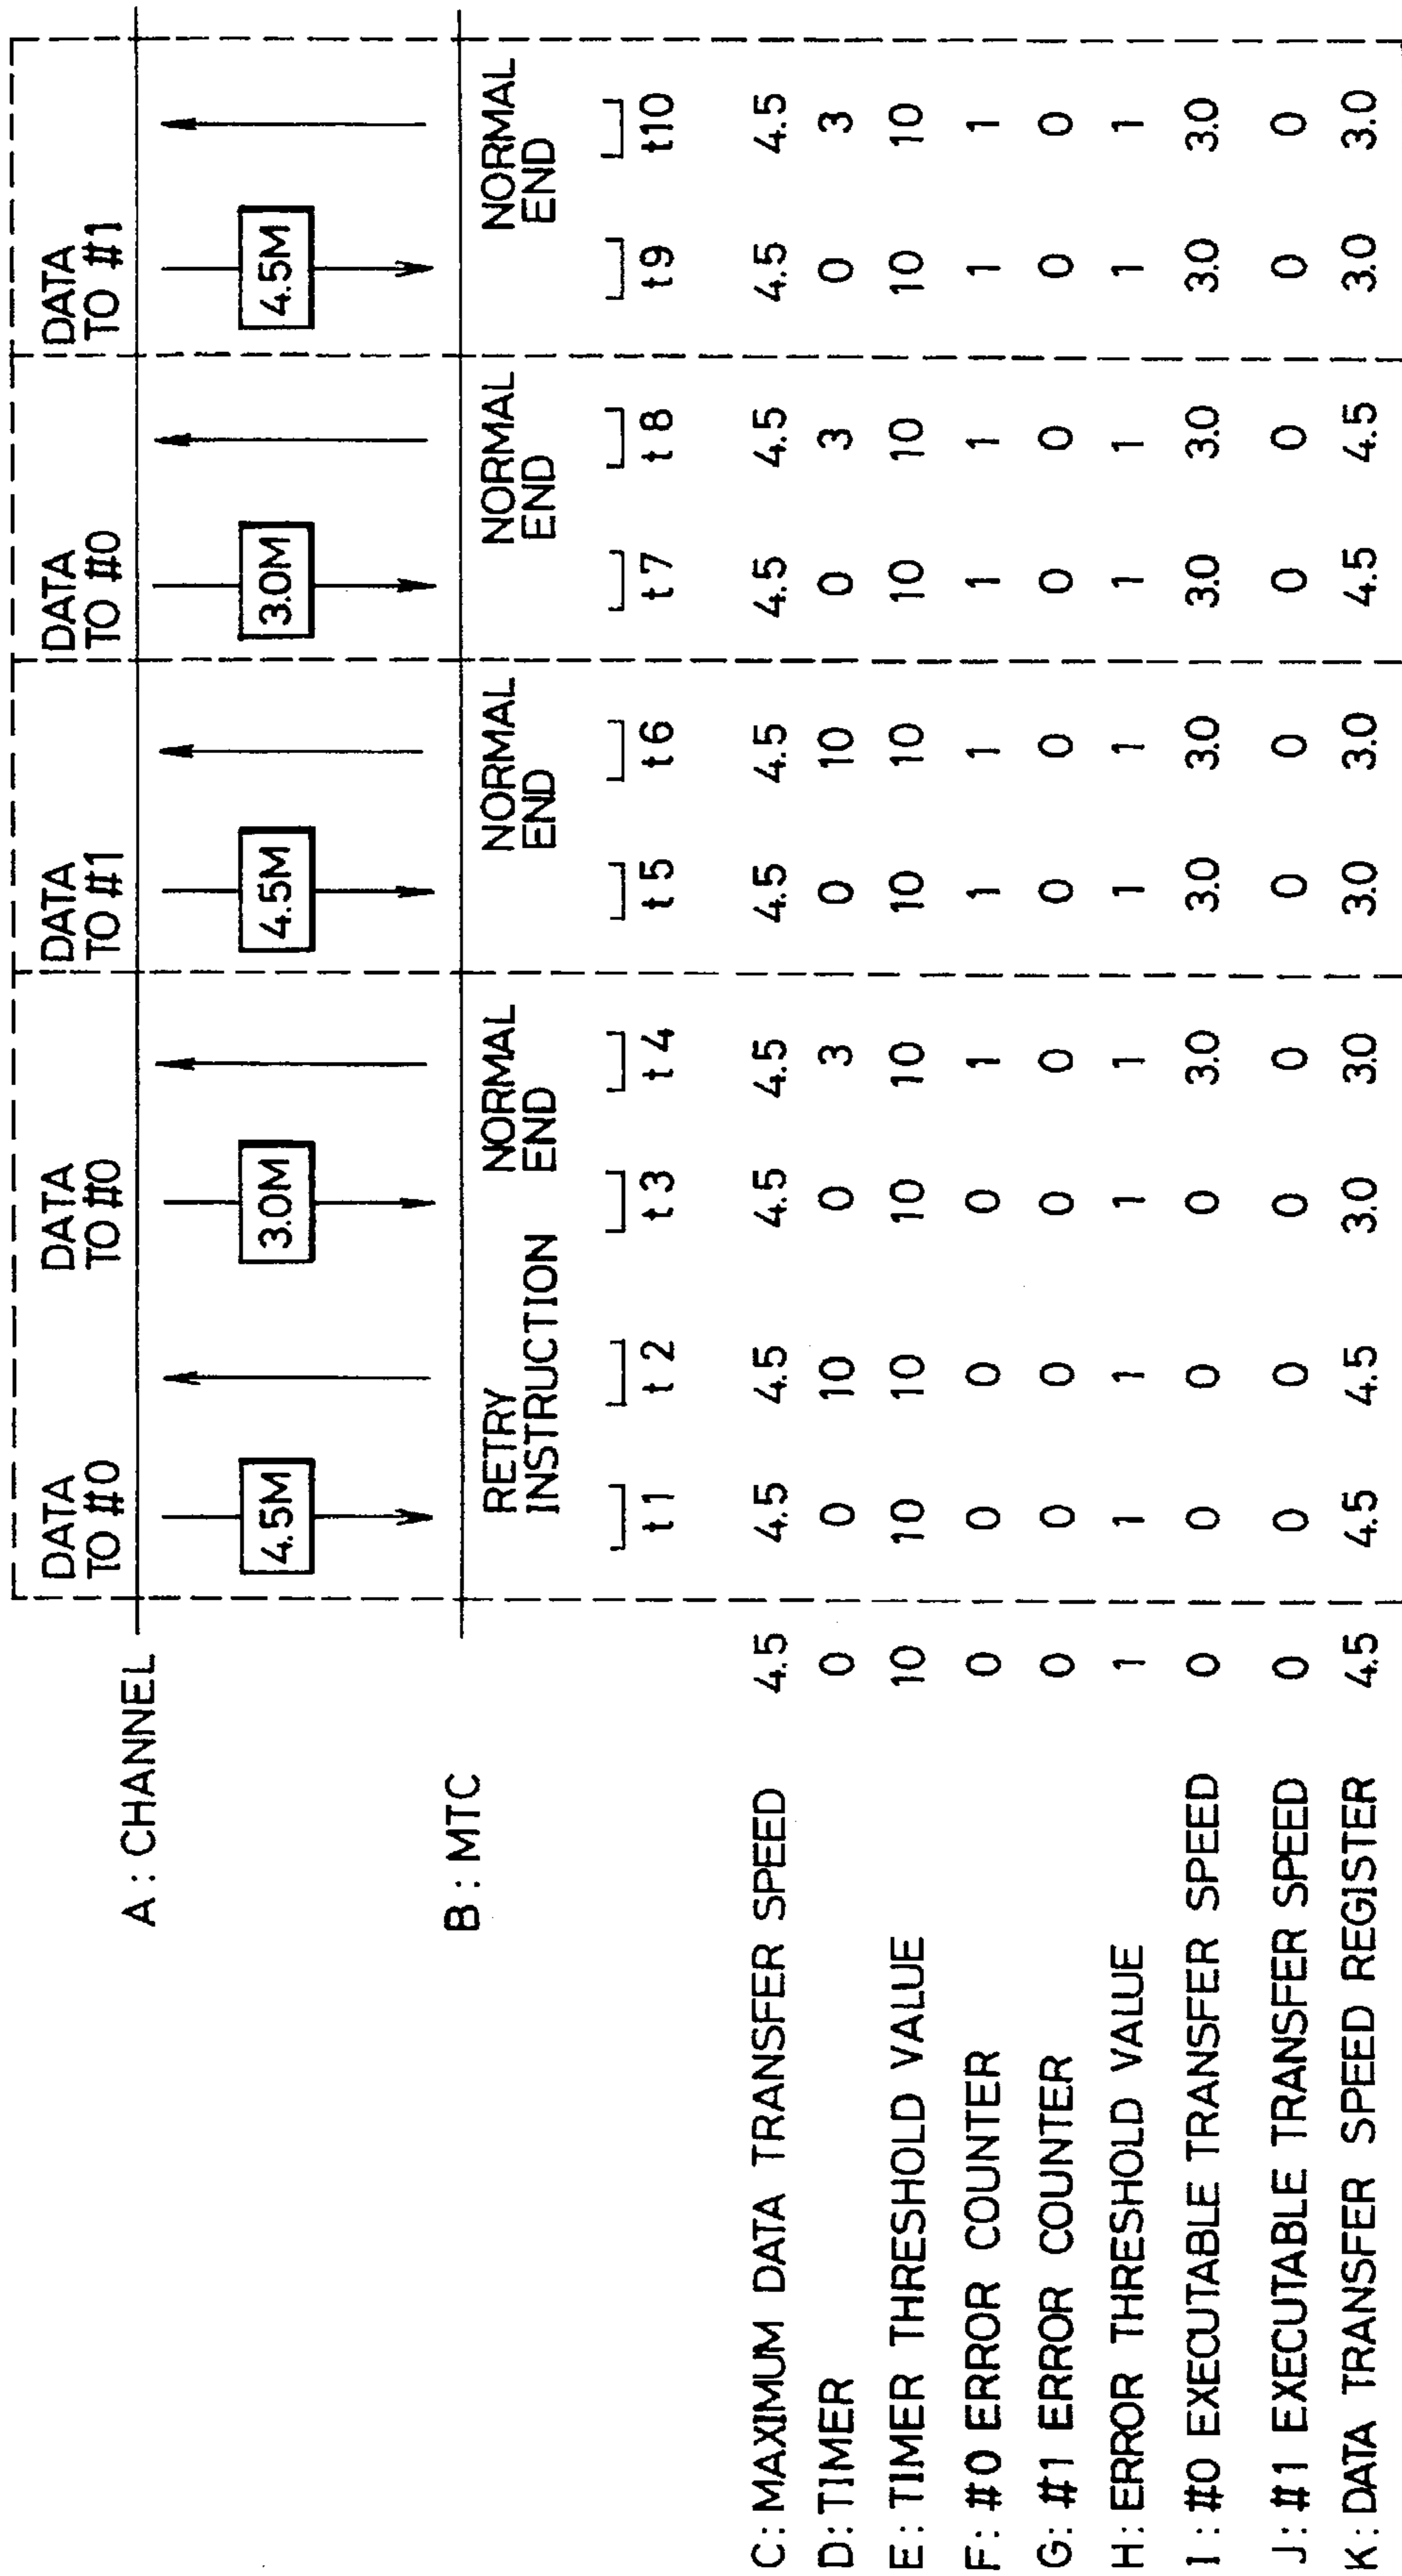 DATA TO #0 DATA TO #0 DATA TO #1 DATA TO #0 DATA TO #1
A : CHANNEL
4.5M 3.0M 4.5M 3.0M 4.5M
B : MTC
RETRY INSTRUCTION NORMAL END NORMAL END NORMAL END NORMAL END
t1 t2 t3 t4 t5 t6 t7 t8 t9 t10
C : MAXIMUM DATA TRANSFER SPEED 4.5 4.5 4.5 4.5 4.5 4.5 4.5 4.5 4.5 4.5 4.5
D : TIMER 0 0 10 0 3 0 10 0 3 0 3
E : TIMER THRESHOLD VALUE 10 10 10 10 10 10 10 10 10 10 10
F : #0 ERROR COUNTER 0 0 0 0 1 1 1 1 1 1 1
G : #1 ERROR COUNTER 0 0 0 0 0 0 0 0 0 0 0
H : ERROR THRESHOLD VALUE 1 1 1 1 1 1 1 1 1 1 1
I : #0 EXECUTABLE TRANSFER SPEED 0 0 0 0 3.0 3.0 3.0 3.0 3.0 3.0 3.0
J : #1 EXECUTABLE TRANSFER SPEED 0 0 0 0 0 0 0 0 0 0 0
K : DATA TRANSFER SPEED REGISTER 4.5 4.5 4.5 3.0 3.0 3.0 3.0 4.5 4.5 3.0 3.0